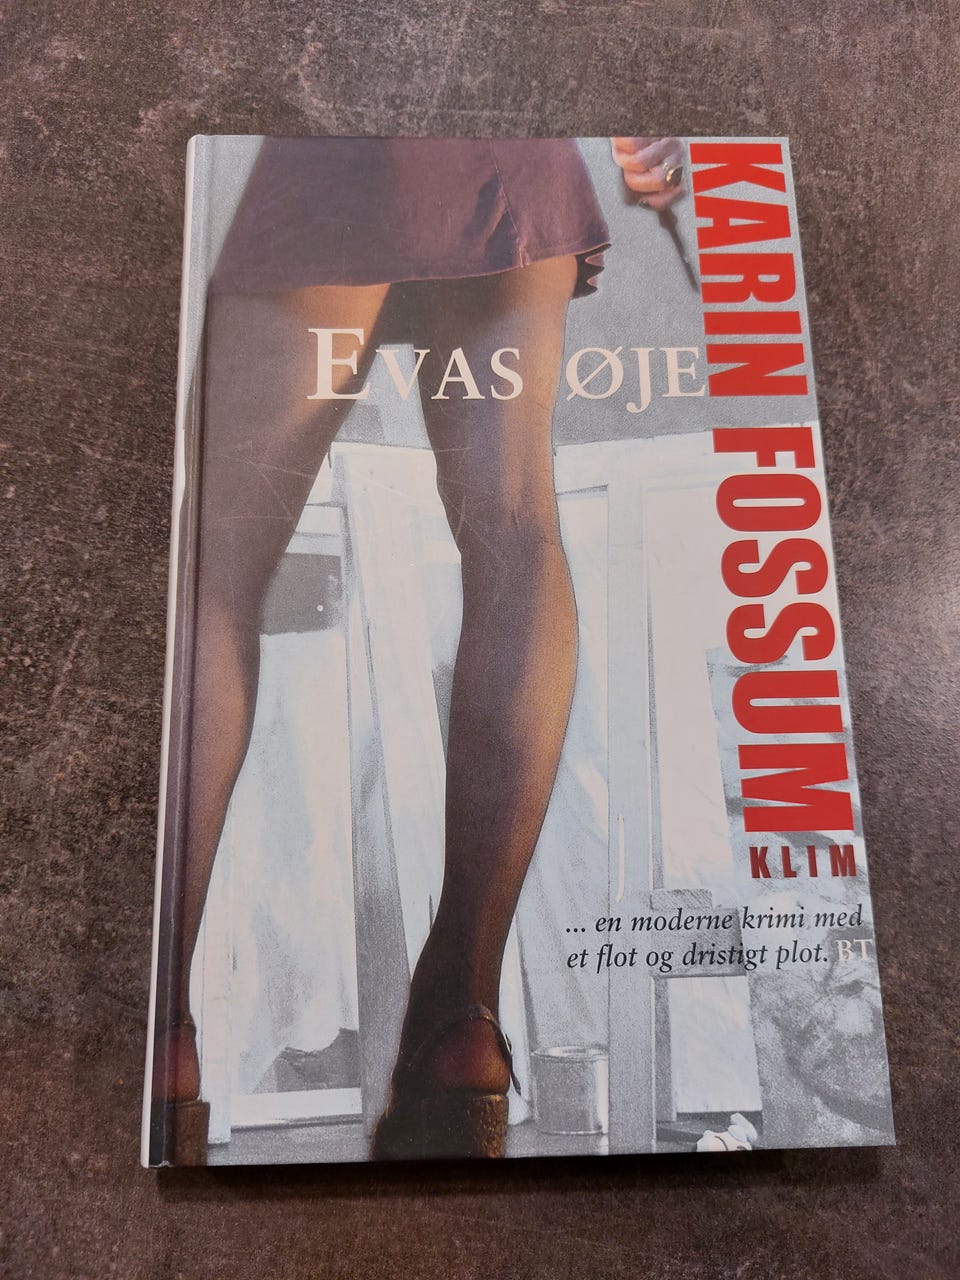 EVAS ØJE
KARIN FOSSUM
KLIM
... en moderne krimi med
et flot og dristigt plot. BT